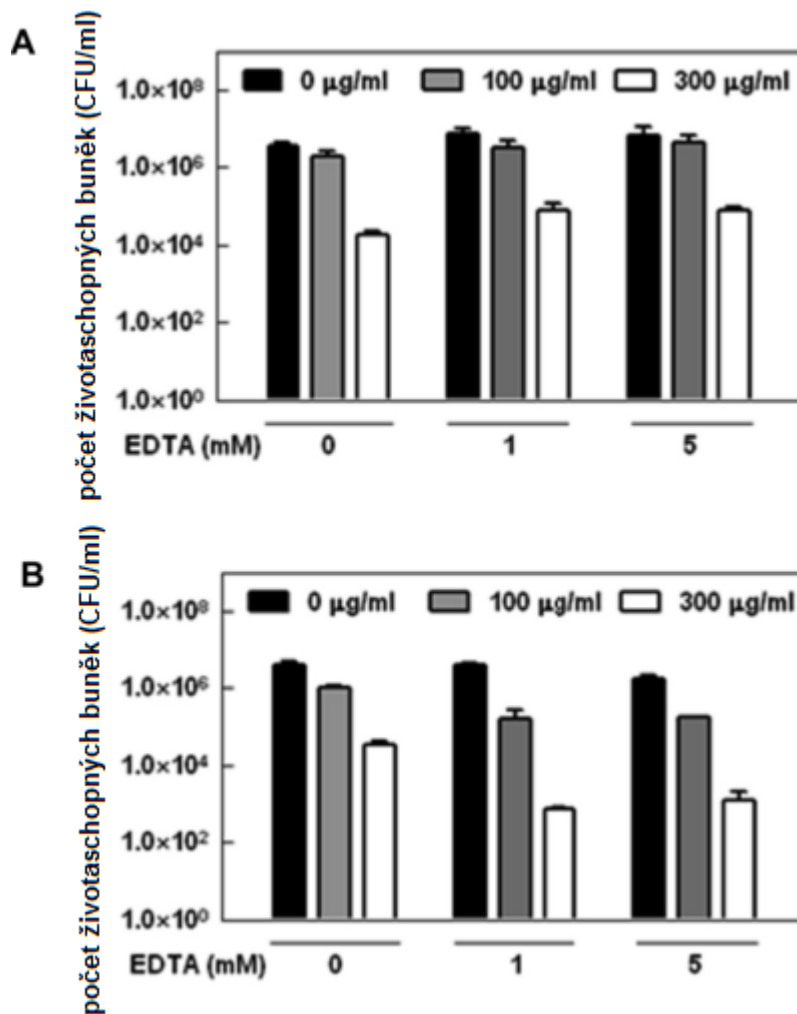 A
počet životaschopných buněk (CFU/ml)
0 µg/ml 100 µg/ml 300 µg/ml
1.0×10⁸
1.0×10⁶
1.0×10⁴
1.0×10²
1.0×10⁰
EDTA (mM) 0 1 5
B
počet životaschopných buněk (CFU/ml)
0 µg/ml 100 µg/ml 300 µg/ml
1.0×10⁸
1.0×10⁶
1.0×10⁴
1.0×10²
1.0×10⁰
EDTA (mM) 0 1 5